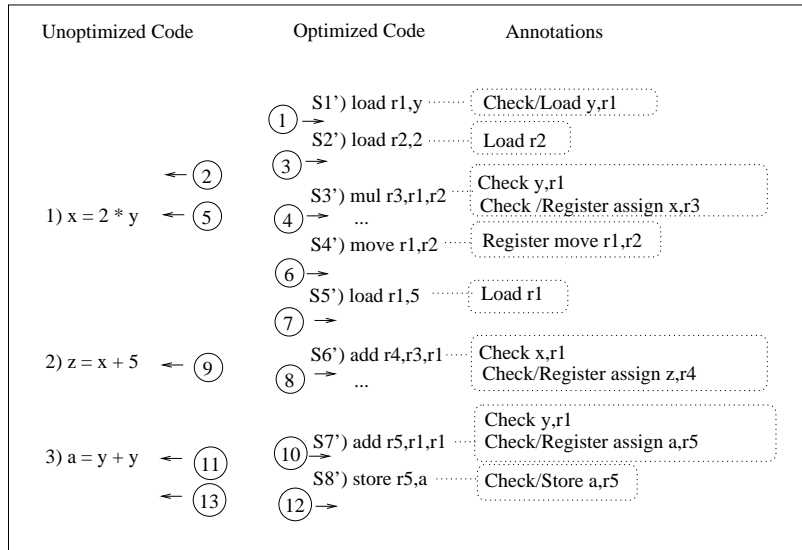 Unoptimized Code Optimized Code Annotations
S1') load r1,y Check/Load y,r1
1
S2') load r2,2 Load r2
3
2
S3') mul r3,r1,r2 Check y,r1
Check /Register assign x,r3
1) x = 2 * y 5 4
...
S4') move r1,r2 Register move r1,r2
6
S5') load r1,5 Load r1
7
S6') add r4,r3,r1 Check x,r1
2) z = x + 5 9 8 Check/Register assign z,r4
...
Check y,r1
S7') add r5,r1,r1 Check/Register assign a,r5
3) a = y + y 11 10
S8') store r5,a Check/Store a,r5
13 12